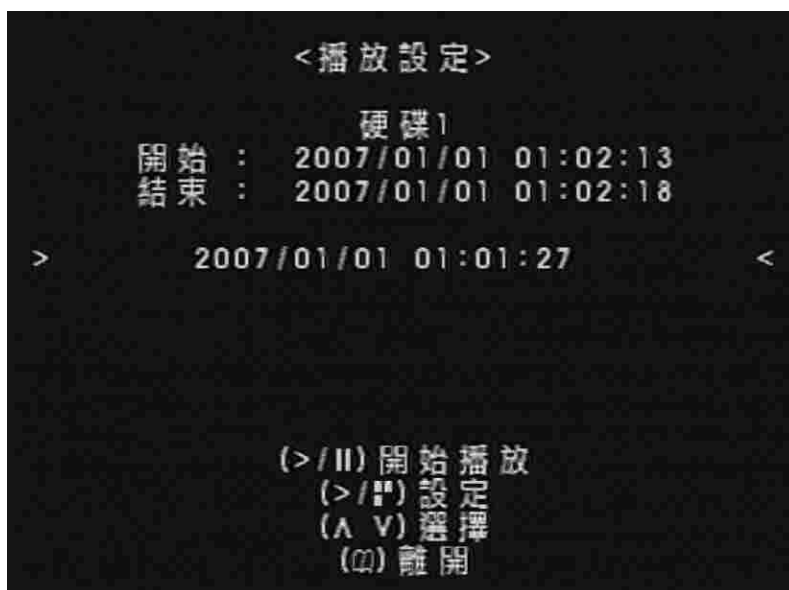 <播放設定>
硬碟1
開始 : 2007/01/01 01:02:13
結束 : 2007/01/01 01:02:18
> 2007/01/01 01:01:27 <
(>/II) 開始播放
(>/▛) 設定
(∧ ∨) 選擇
(🕮) 離開